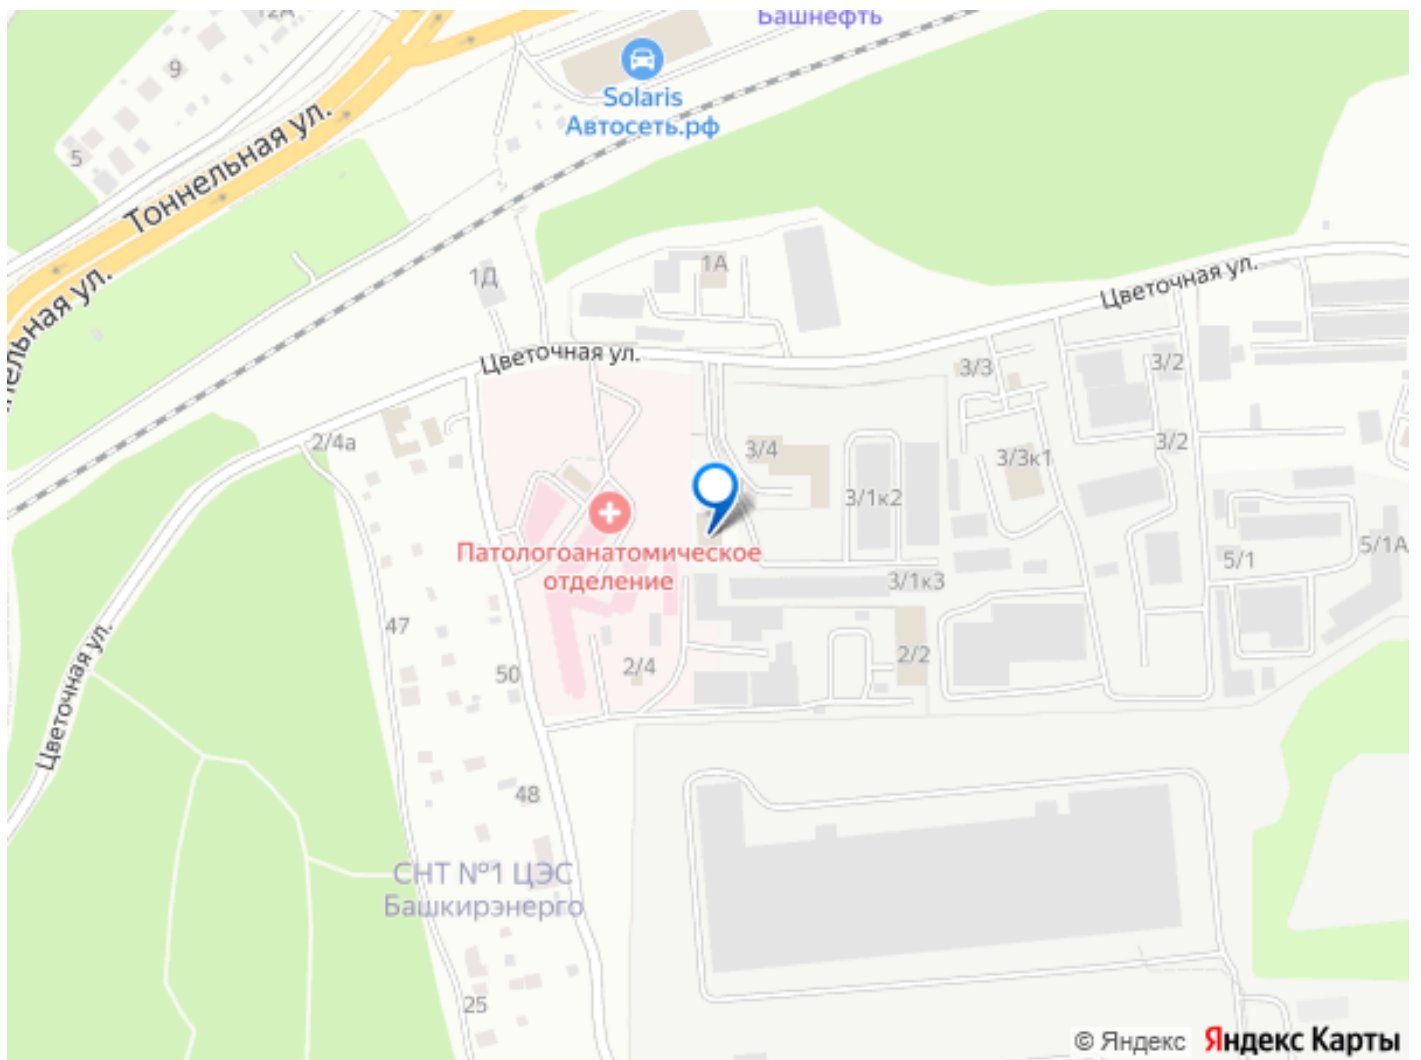 12А
Башнефть
9
Solaris
Автосеть.рф
5
Тоннельная ул.
1Д
1А
Цветочная ул.
нельная ул.
Цветочная ул.
3/3
3/2
2/4а
3/4
3/2
3/3к1
3/1к2
Патологоанатомическое
отделение
5/1А
5/1
3/1к3
47
Цветочная ул.
50
2/4
2/2
48
СНТ №1 ЦЭС
Башкирэнерго
25
© Яндекс Яндекс Карты